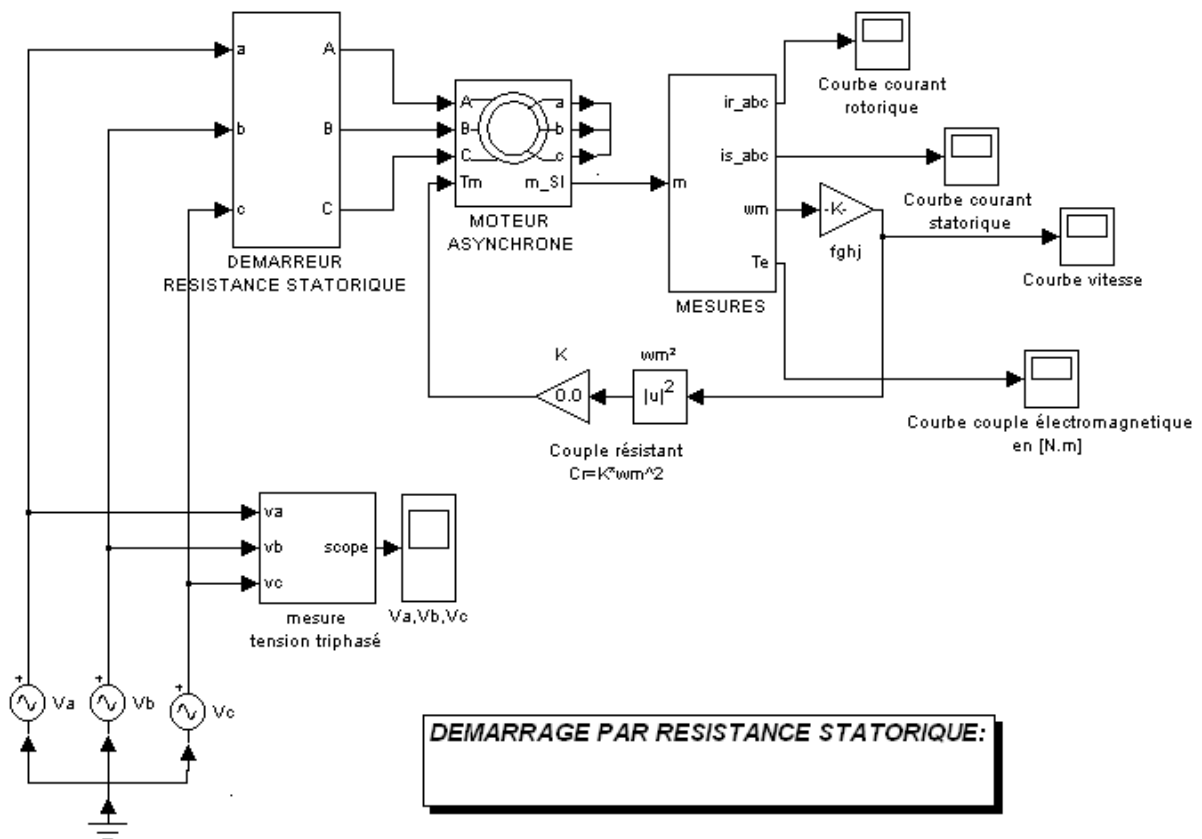 a
A
b
B
c
C
DEMARREUR
RESISTANCE STATORIQUE
A
a
B
b
C
c
Tm
m_SI
MOTEUR
ASYNCHRONE
m
ir_abc
is_abc
wm
Te
MESURES
Courbe courant
rotorique
Courbe courant
statorique
-K-
fghj
Courbe vitesse
Courbe couple électromagnetique
en [N.m]
K
0.0
wm²
|u|²
Couple résistant
Cr=K*wm^2
va
vb
vc
scope
mesure
tension triphasé
Va,Vb,Vc
+
Va
+
Vb
+
Vc
DEMARRAGE PAR RESISTANCE STATORIQUE: